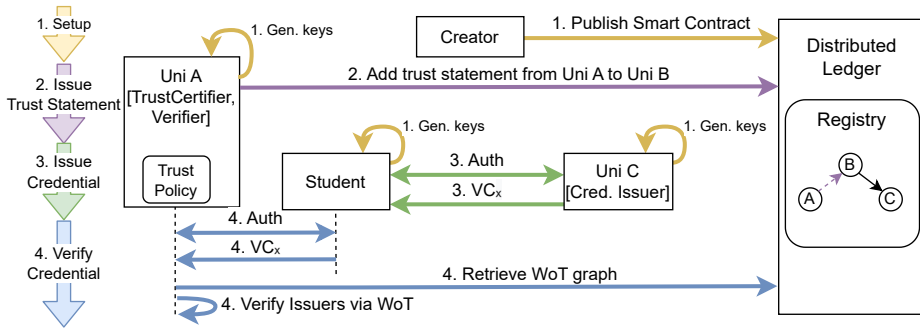 1. Setup
2. Issue
Trust Statement
3. Issue
Credential
4. Verify
Credential
Uni A
[TrustCertifier,
Verifier]
Trust
Policy
1. Gen. keys
Creator
1. Publish Smart Contract
2. Add trust statement from Uni A to Uni B
Student
1. Gen. keys
3. Auth
3. VCx
Uni C
[Cred. Issuer]
1. Gen. keys
4. Auth
4. VCx
4. Retrieve WoT graph
4. Verify Issuers via WoT
Distributed
Ledger
Registry
A
B
C